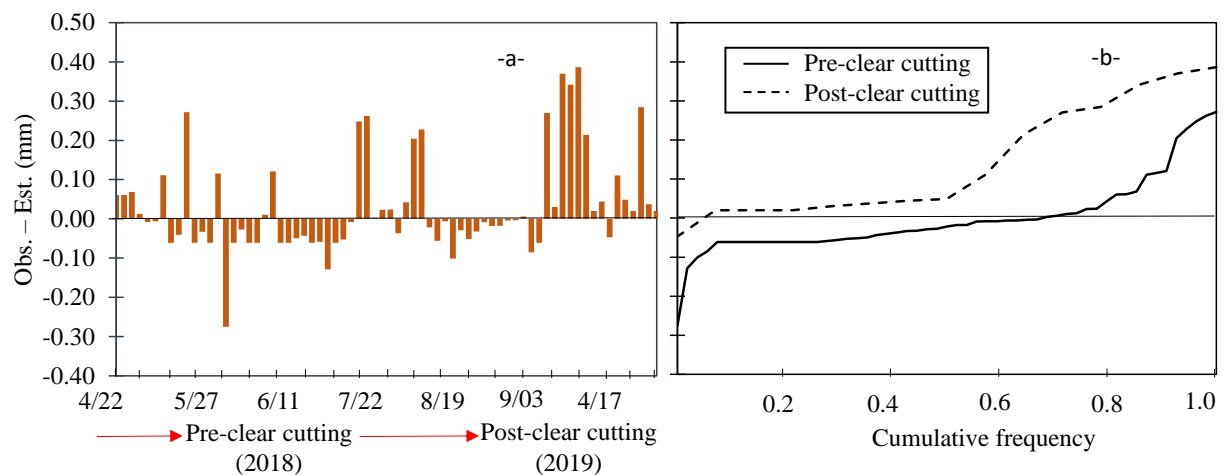 Obs. – Est. (mm)
0.50
0.40
0.30
0.20
0.10
0.00
-0.10
-0.20
-0.30
-0.40
-a-
4/22 5/27 6/11 7/22 8/19 9/03 4/17
Pre-clear cutting Post-clear cutting
(2018) (2019)
Pre-clear cutting
Post-clear cutting
-b-
0.2 0.4 0.6 0.8 1.0
Cumulative frequency